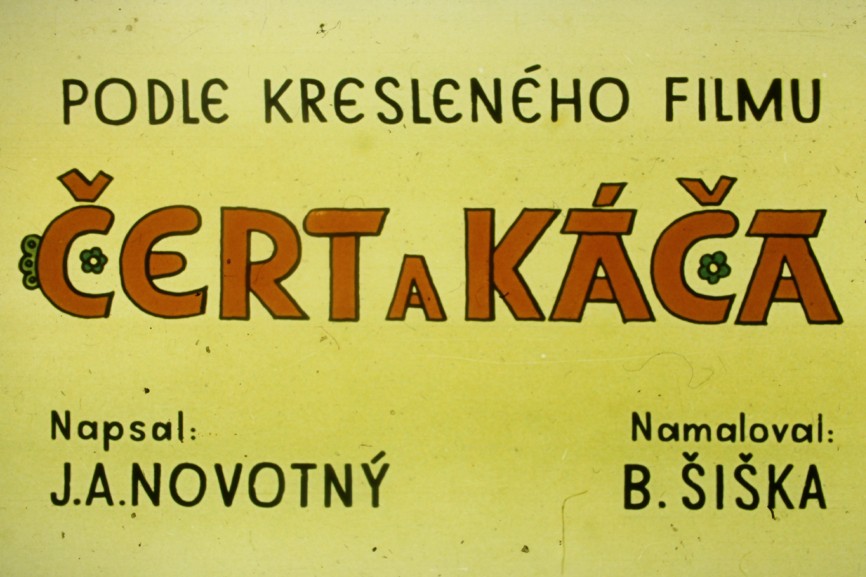 PODLE KRESLENÉHO FILMU
ČERT A KÁČA
Napsal:
J.A.NOVOTNÝ
Namaloval:
B. ŠIŠKA